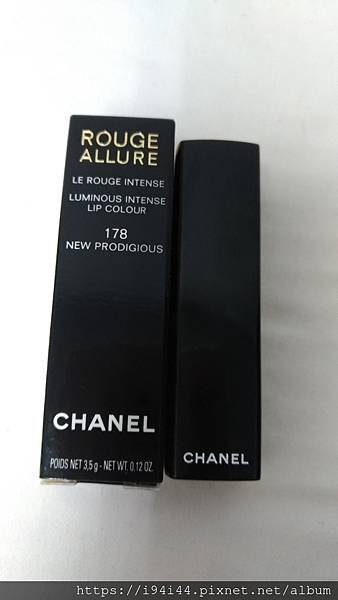 ROUGE
ALLURE
LE ROUGE INTENSE
LUMINOUS INTENSE
LIP COLOUR
178
NEW PRODIGIOUS
CHANEL
POIDS NET 3,5 g - NET WT. 0.12 OZ.
CHANEL
https://i94i44.pixnet.net/album